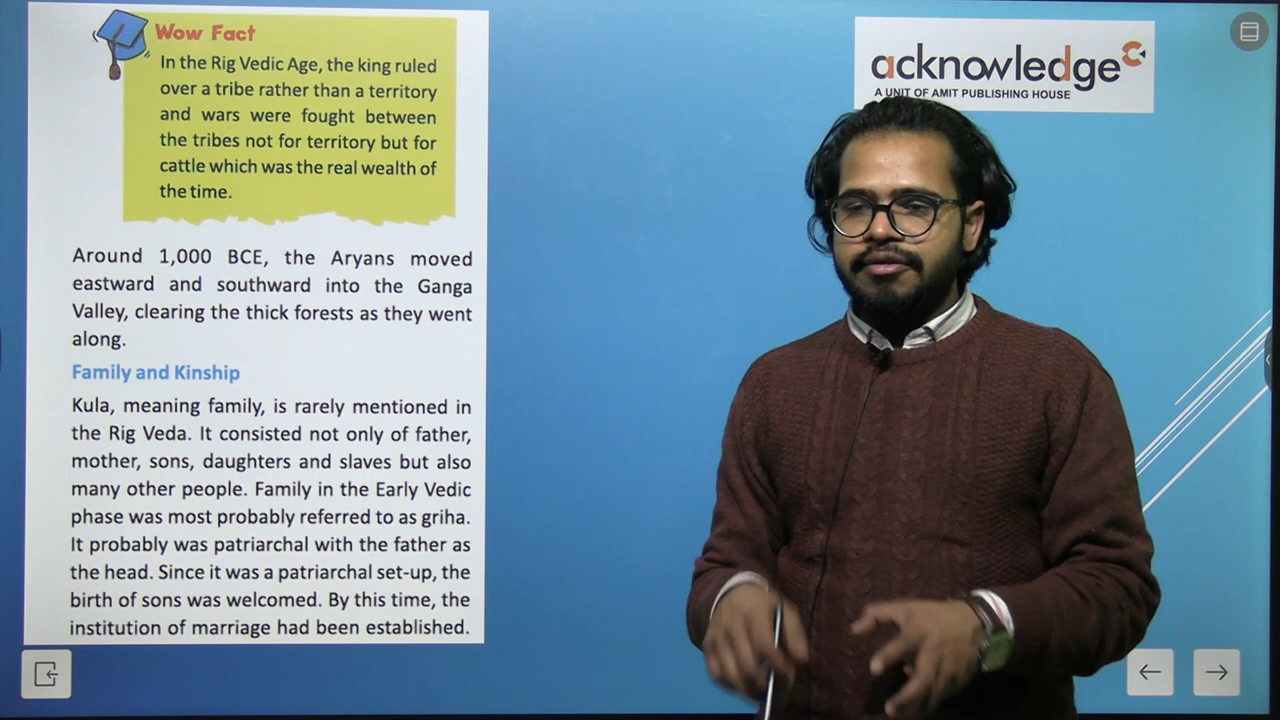 Wow Fact
In the Rig Vedic Age, the king ruled
over a tribe rather than a territory
and wars were fought between
the tribes not for territory but for
cattle which was the real wealth of
the time.
Around 1,000 BCE, the Aryans moved
eastward and southward into the Ganga
Valley, clearing the thick forests as they went
along.
Family and Kinship
Kula, meaning family, is rarely mentioned in
the Rig Veda. It consisted not only of father,
mother, sons, daughters and slaves but also
many other people. Family in the Early Vedic
phase was most probably referred to as griha.
It probably was patriarchal with the father as
the head. Since it was a patriarchal set-up, the
birth of sons was welcomed. By this time, the
institution of marriage had been established.
acknowledge
A UNIT OF AMIT PUBLISHING HOUSE